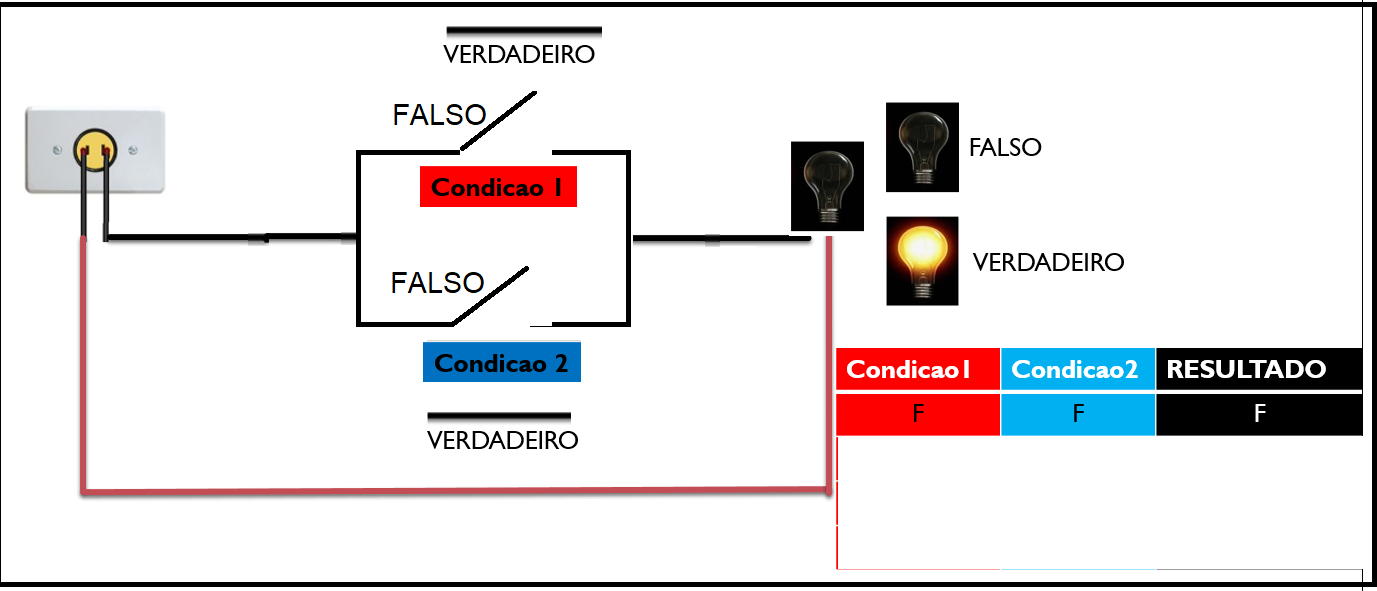 VERDADEIRO
FALSO
Condicao 1
FALSO
Condicao 2
VERDADEIRO
FALSO
VERDADEIRO
Condicao1 Condicao2 RESULTADO
F F F